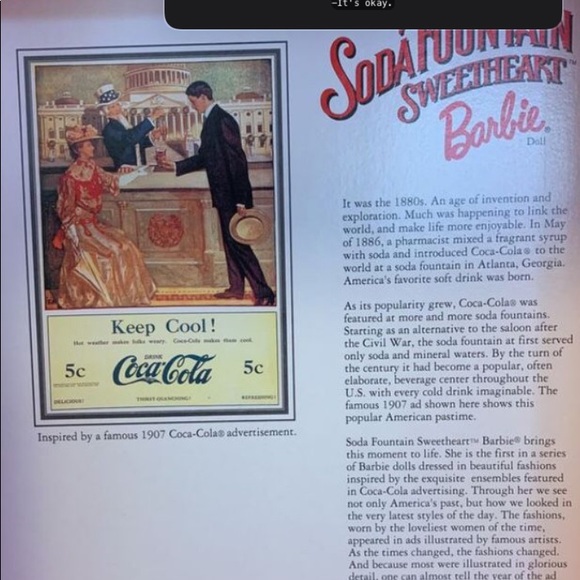 —It's okay.
SODA FOUNTAIN
SWEETHEART™
Barbie®
Doll
It was the 1880s. An age of invention and
exploration. Much was happening to link the
world, and make life more enjoyable. In May
of 1886, a pharmacist mixed a fragrant syrup
with soda and introduced Coca-Cola® to the
world at a soda fountain in Atlanta, Georgia.
America's favorite soft drink was born.
As its popularity grew, Coca-Cola® was
featured at more and more soda fountains.
Starting as an alternative to the saloon after
the Civil War, the soda fountain at first served
only soda and mineral waters. By the turn of
the century it had become a popular, often
elaborate, beverage center throughout the
U.S. with every cold drink imaginable. The
famous 1907 ad shown here shows this
popular American pastime.
Soda Fountain Sweetheart™ Barbie® brings
this moment to life. She is the first in a series
of Barbie dolls dressed in beautiful fashions
inspired by the exquisite ensembles featured
in Coca-Cola advertising. Through her we see
not only America's past, but how we looked in
the very latest styles of the day. The fashions,
worn by the loveliest women of the time,
appeared in ads illustrated by famous artists.
As the times changed, the fashions changed.
And because most were illustrated in glorious
detail, one can almost tell the year of the ad
Keep Cool!
Hot weather makes folks weary. Coca-Cola makes them cool.
5c
DRINK
Coca-Cola
5c
DELICIOUS!
THIRST-QUENCHING!
REFRESHING!
Inspired by a famous 1907 Coca-Cola® advertisement.